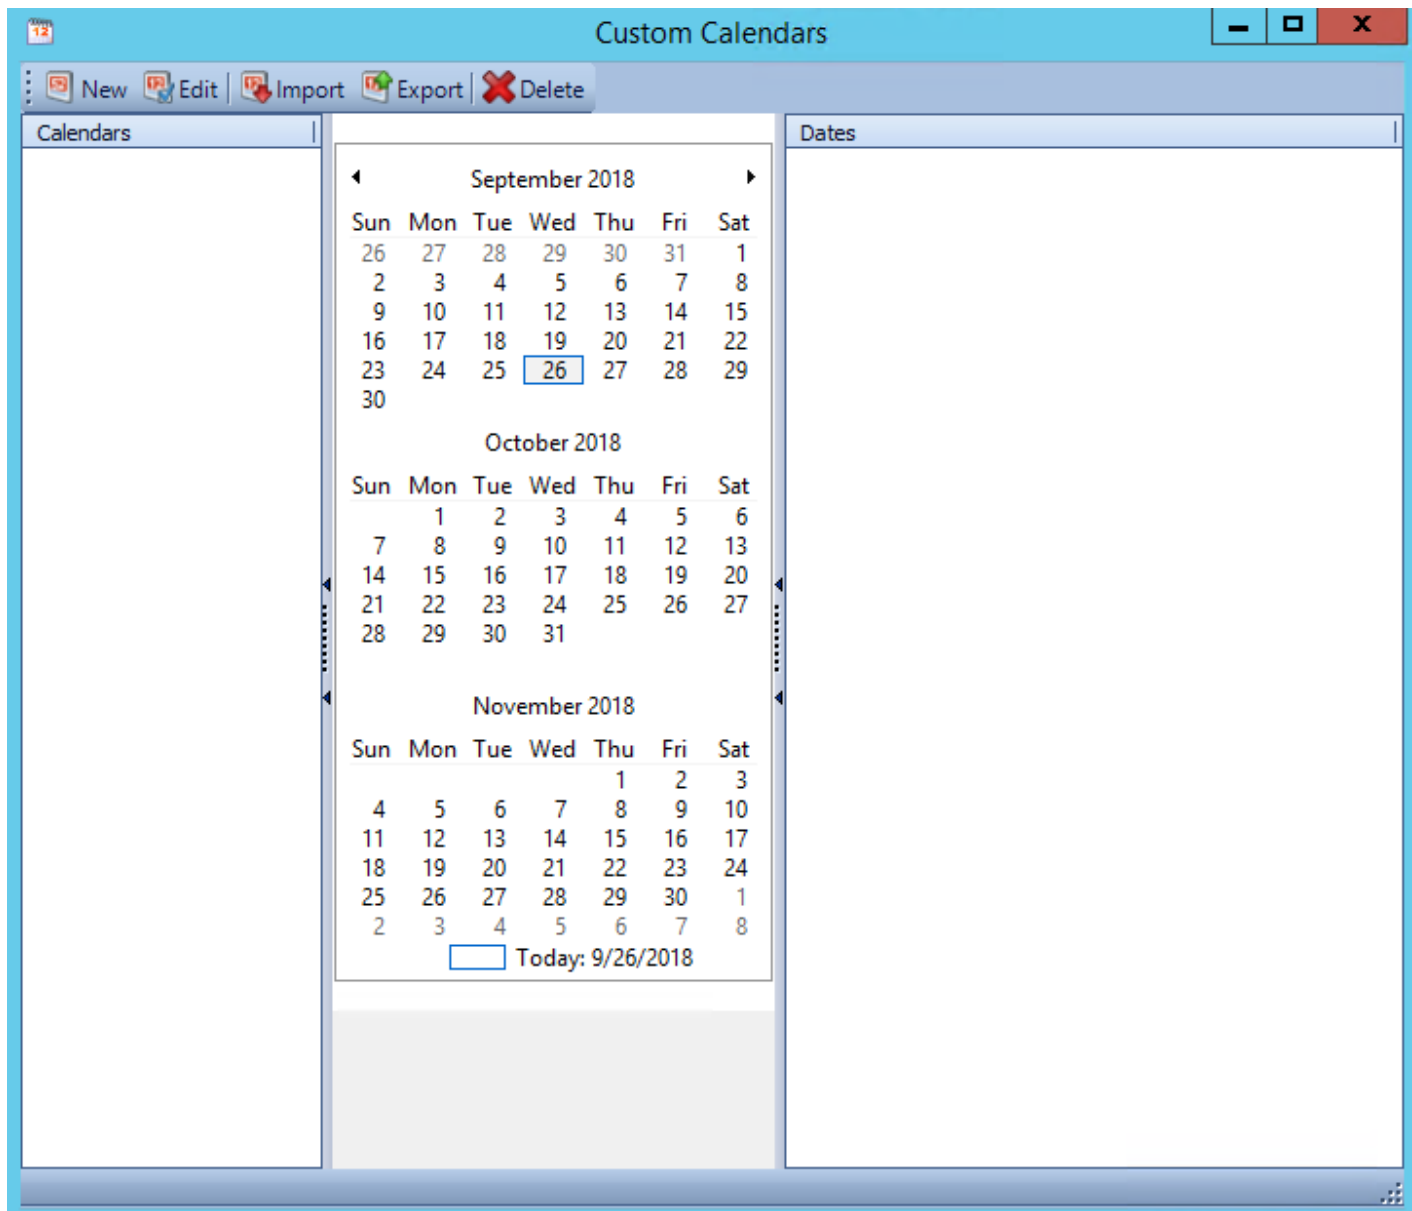 12 Custom Calendars
New Edit Import Export Delete
Calendars
September 2018
Sun Mon Tue Wed Thu Fri Sat
26 27 28 29 30 31 1
2 3 4 5 6 7 8
9 10 11 12 13 14 15
16 17 18 19 20 21 22
23 24 25 26 27 28 29
30
October 2018
Sun Mon Tue Wed Thu Fri Sat
1 2 3 4 5 6
7 8 9 10 11 12 13
14 15 16 17 18 19 20
21 22 23 24 25 26 27
28 29 30 31
November 2018
Sun Mon Tue Wed Thu Fri Sat
1 2 3
4 5 6 7 8 9 10
11 12 13 14 15 16 17
18 19 20 21 22 23 24
25 26 27 28 29 30 1
2 3 4 5 6 7 8
Today: 9/26/2018
Dates